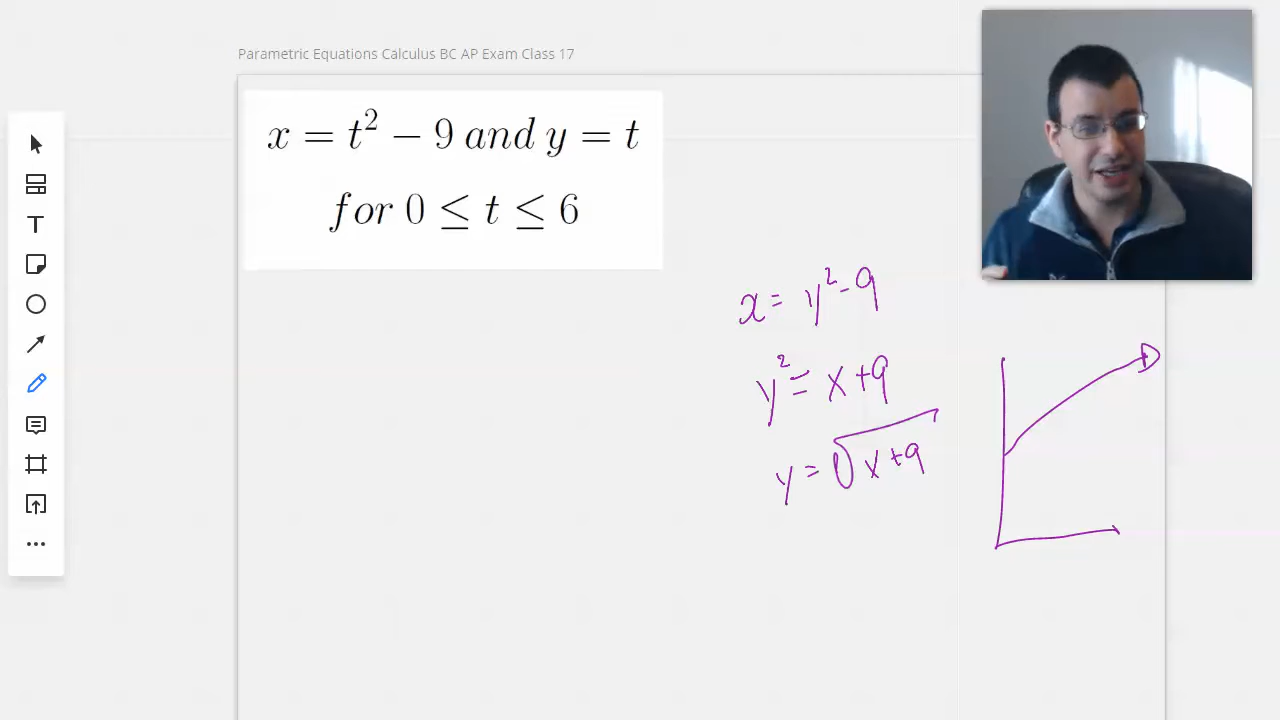 Parametric Equations Calculus BC AP Exam Class 17
x = t² − 9 and y = t
for 0 ≤ t ≤ 6
x = y² - 9
y² = x + 9
y = √x+9
T